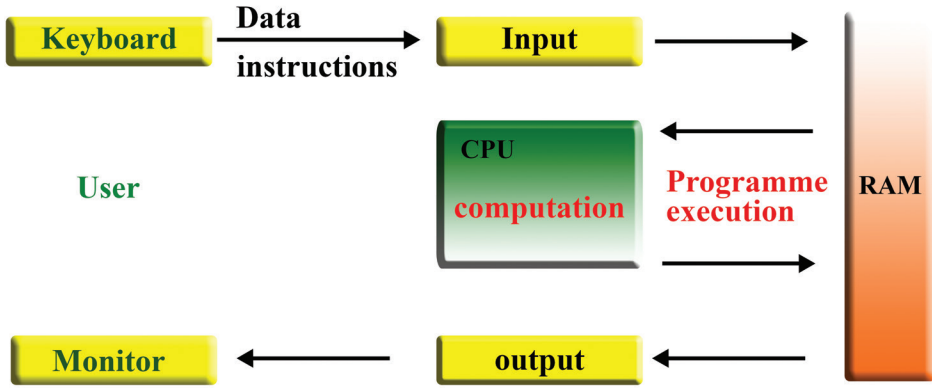 Keyboard
Data
instructions
Input
CPU
computation
User
Programme
execution
RAM
Monitor
output